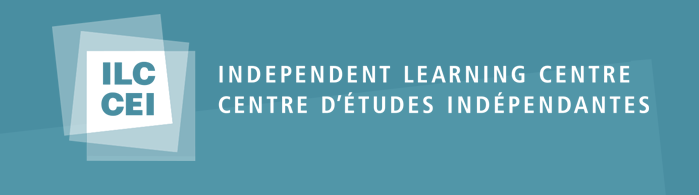 ILC
CEI
INDEPENDENT LEARNING CENTRE
CENTRE D'ÉTUDES INDÉPENDANTES